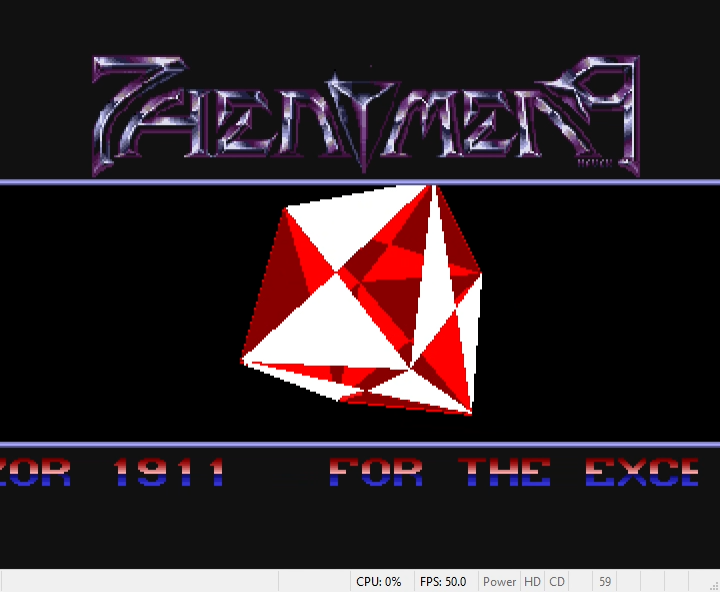 PHENOMENA
ZOR 1911 FOR THE EXCE
CPU: 0% FPS: 50.0 Power HD CD 59